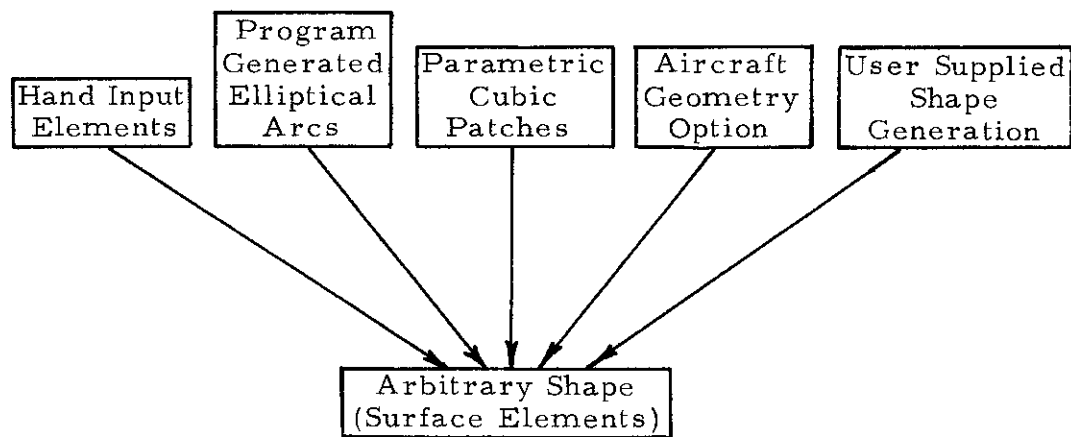 Hand Input
Elements
Program
Generated
Elliptical
Arcs
Parametric
Cubic
Patches
Aircraft
Geometry
Option
User Supplied
Shape
Generation
Arbitrary Shape
(Surface Elements)